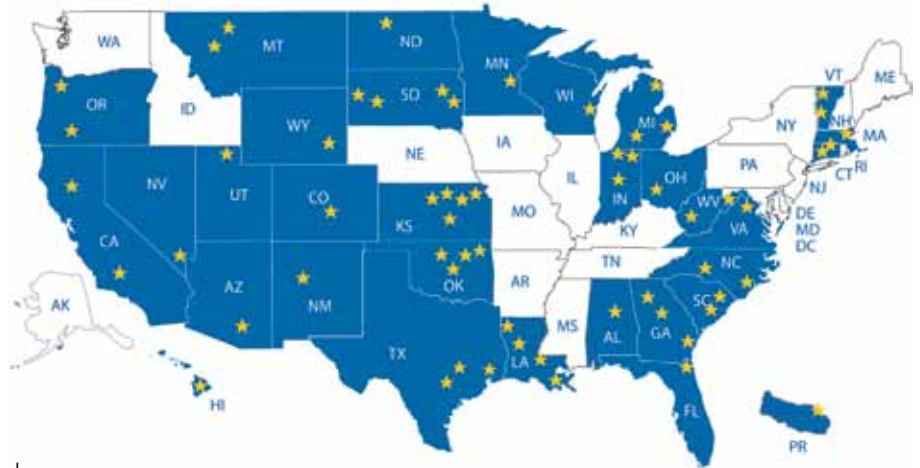 WA
MT
ND
MN
VT
ME
OR
ID
SD
WI
MI
NY
NH
MA
WY
IA
PA
RI
CT
NE
NJ
NV
UT
CO
IL
IN
OH
WV
DE
MD
DC
KS
MO
KY
VA
CA
AZ
NM
OK
AR
TN
NC
AK
SC
MS
AL
GA
TX
LA
HI
FL
PR